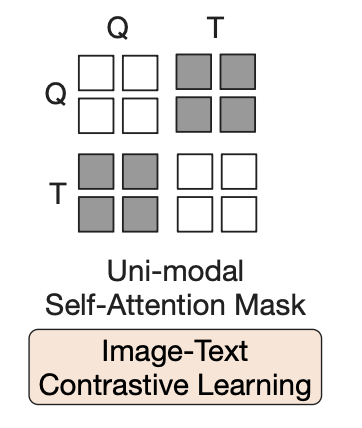 Q T
Q
T
Uni-modal
Self-Attention Mask
Image-Text
Contrastive Learning